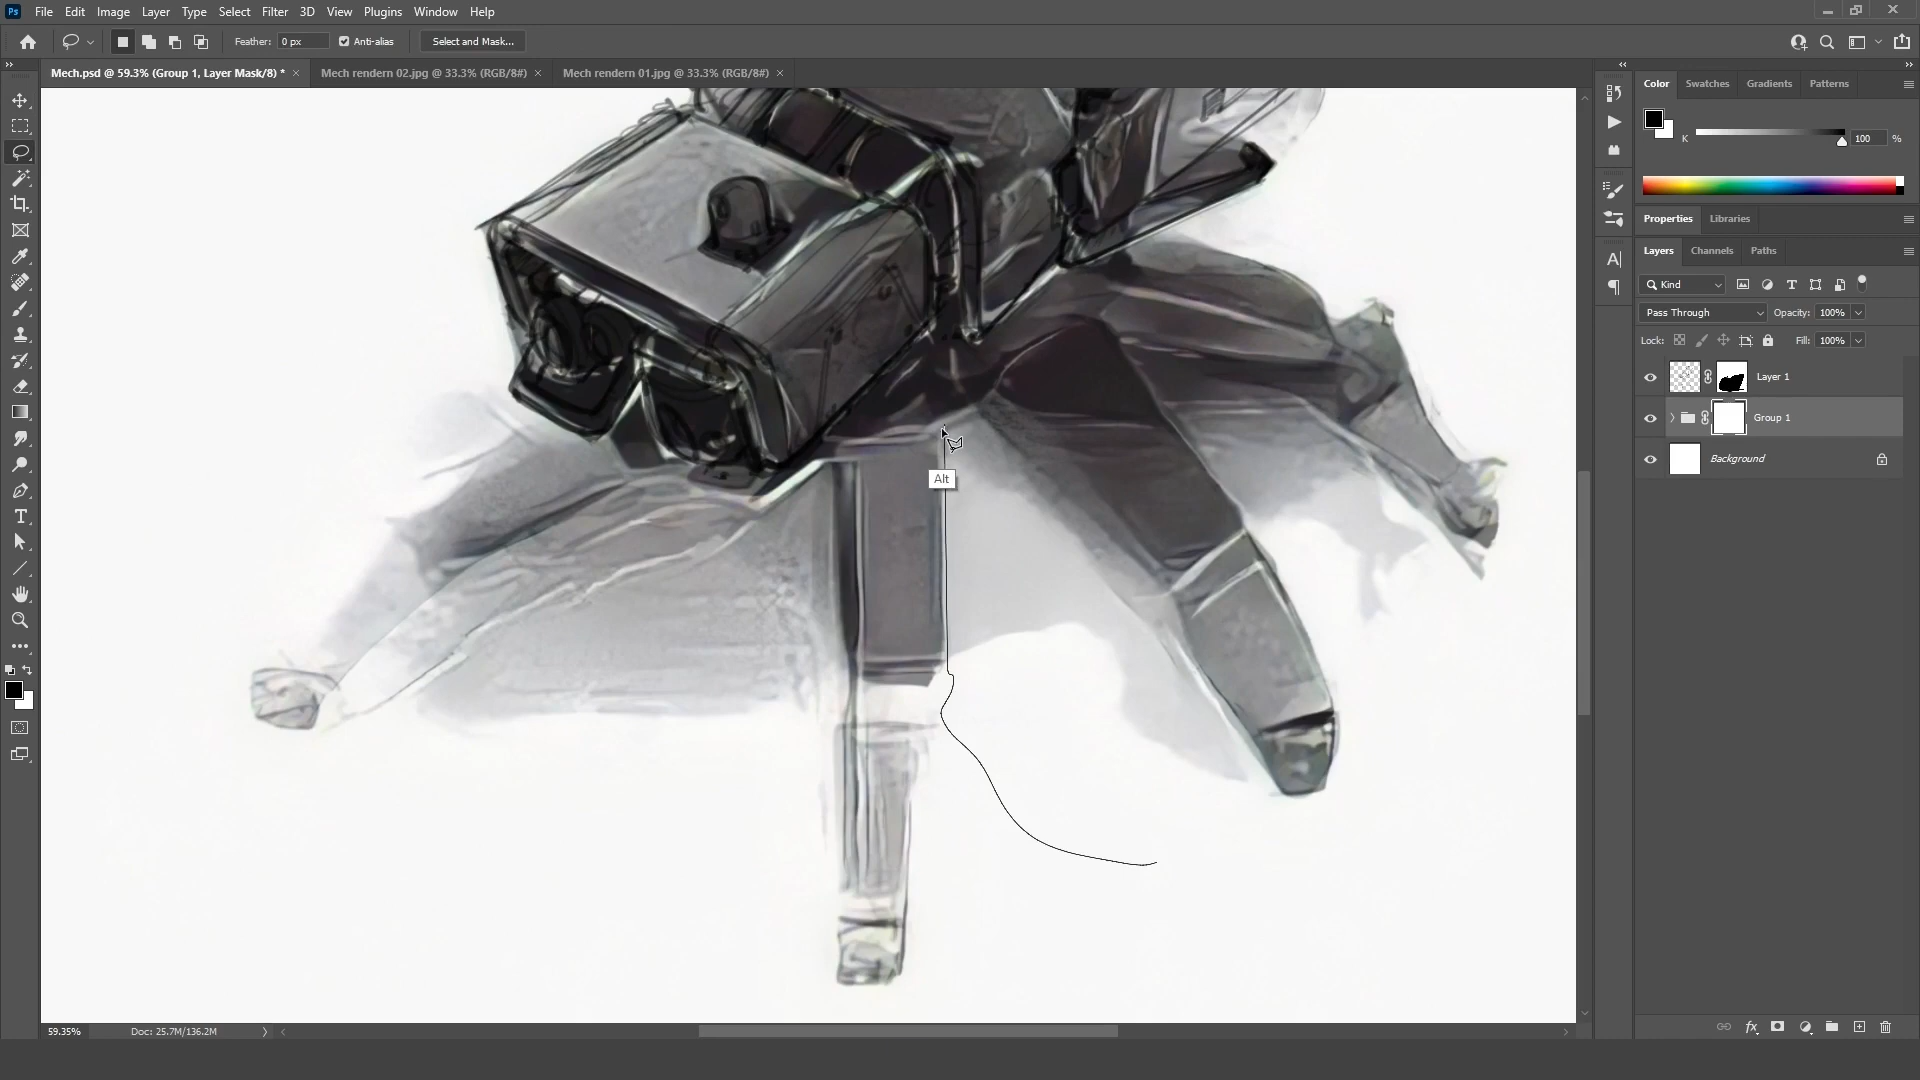 Ps File Edit Image Layer Type Select Filter 3D View Plugins Window Help
Feather: 0 px Anti-alias Select and Mask...
Mech.psd @ 59.3% (Group 1, Layer Mask/8) * × Mech rendern 02.jpg @ 33.3% (RGB/8#) × Mech rendern 01.jpg @ 33.3% (RGB/8#) ×
Color Swatches Gradients Patterns
K 100 %
Properties Libraries
Layers Channels Paths
Kind
Pass Through Opacity: 100%
Lock: Fill: 100%
Layer 1
Group 1
Background
Alt
59.35% Doc: 25.7M/136.2M